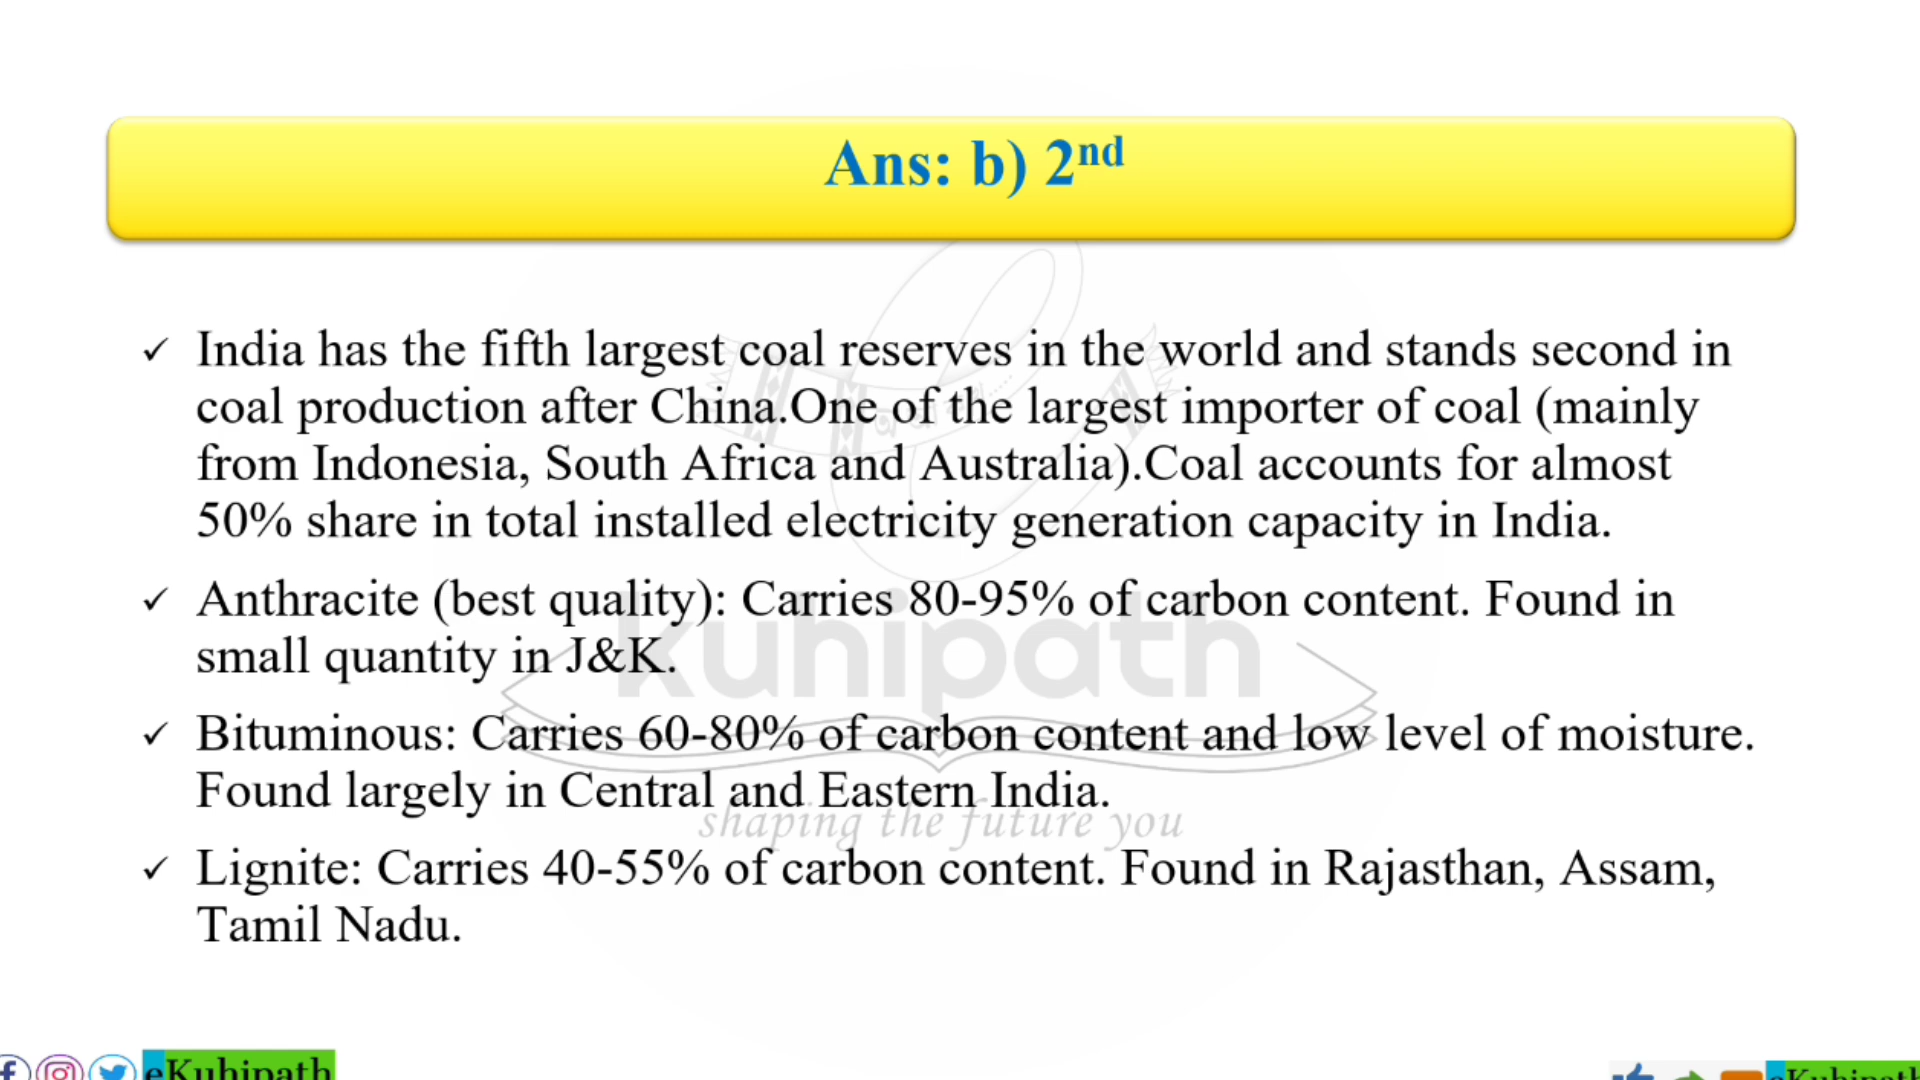 Ans: b) 2nd
✓ India has the fifth largest coal reserves in the world and stands second in
coal production after China.One of the largest importer of coal (mainly
from Indonesia, South Africa and Australia).Coal accounts for almost
50% share in total installed electricity generation capacity in India.
✓ Anthracite (best quality): Carries 80-95% of carbon content. Found in
small quantity in J&K.
✓ Bituminous: Carries 60-80% of carbon content and low level of moisture.
Found largely in Central and Eastern India.
✓ Lignite: Carries 40-55% of carbon content. Found in Rajasthan, Assam,
Tamil Nadu.
kuhipath
shaping the future you
eKuhipath
eKuhipath